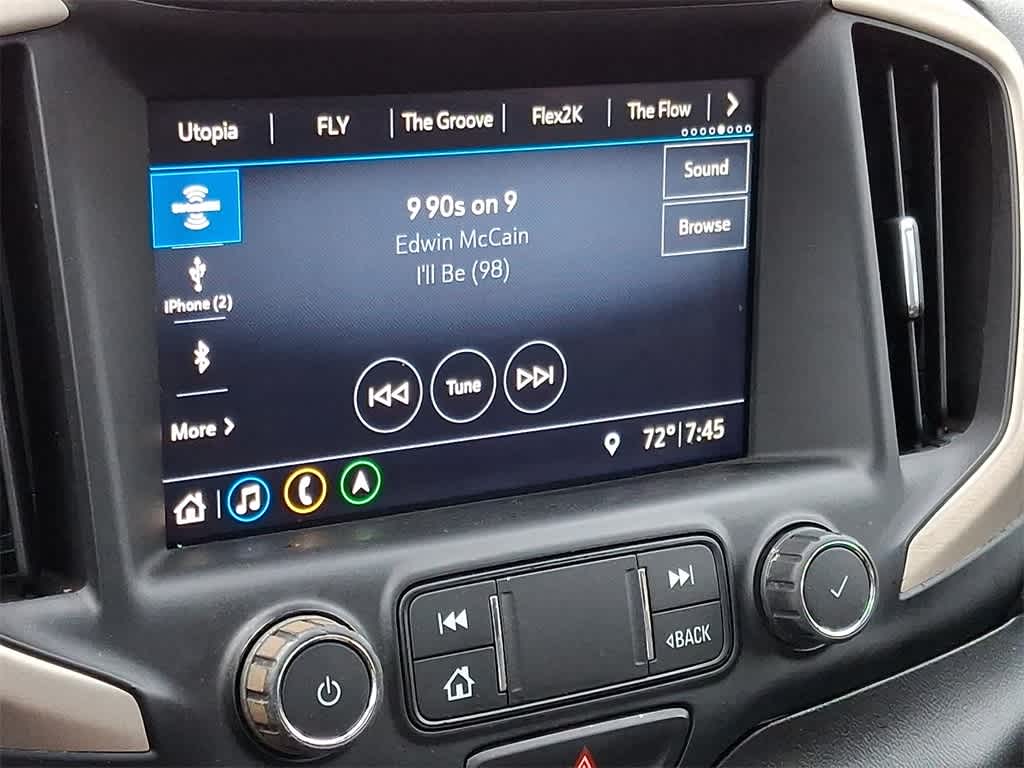 Utopia FLY The Groove Flex2K The Flow
Sound
9 90s on 9
Browse
Edwin McCain
I'll Be (98)
iPhone (2)
Tune
More
72° 7:45
BACK